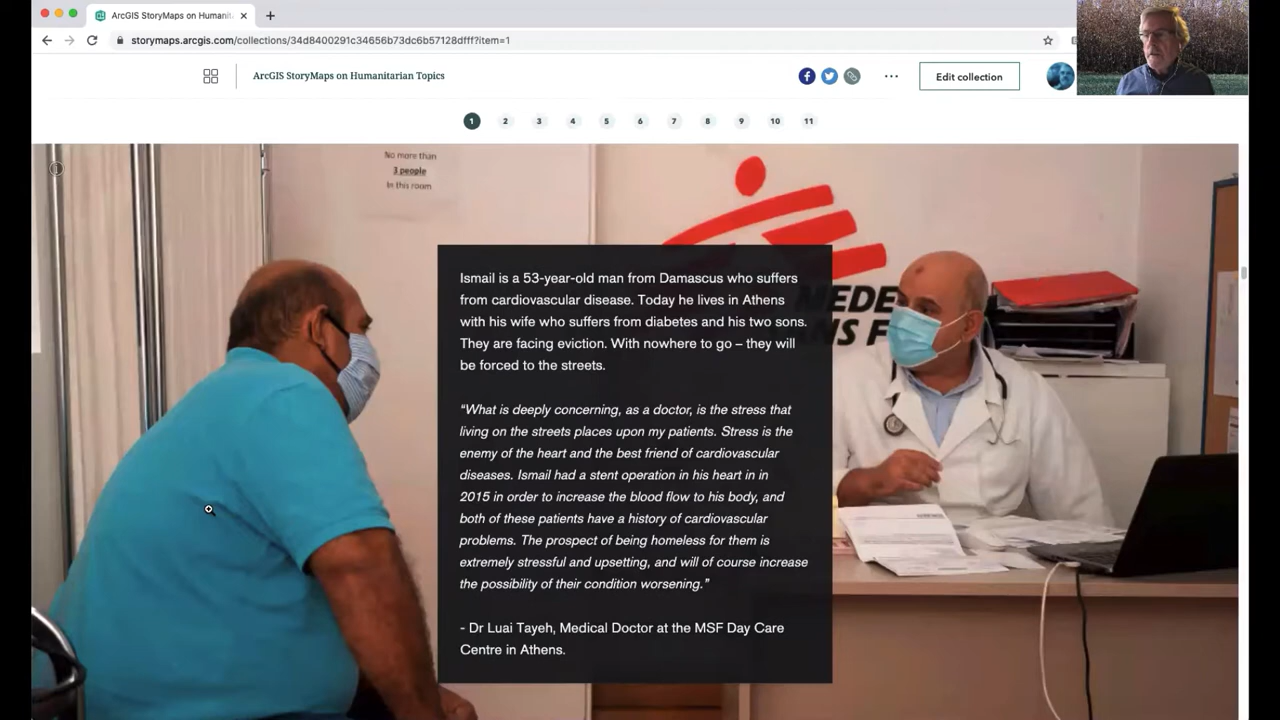 ArcGIS StoryMaps on Humanit
storymaps.arcgis.com/collections/34d8400291c34656b73dc6b57128dfff?item=1
ArcGIS StoryMaps on Humanitarian Topics
Edit collection
1 2 3 4 5 6 7 8 9 10 11
No more than
3 people
In this room
MEDE
NS F
Ismail is a 53-year-old man from Damascus who suffers
from cardiovascular disease. Today he lives in Athens
with his wife who suffers from diabetes and his two sons.
They are facing eviction. With nowhere to go – they will
be forced to the streets.
“What is deeply concerning, as a doctor, is the stress that
living on the streets places upon my patients. Stress is the
enemy of the heart and the best friend of cardiovascular
diseases. Ismail had a stent operation in his heart in in
2015 in order to increase the blood flow to his body, and
both of these patients have a history of cardiovascular
problems. The prospect of being homeless for them is
extremely stressful and upsetting, and will of course increase
the possibility of their condition worsening.”
- Dr Luai Tayeh, Medical Doctor at the MSF Day Care
Centre in Athens.